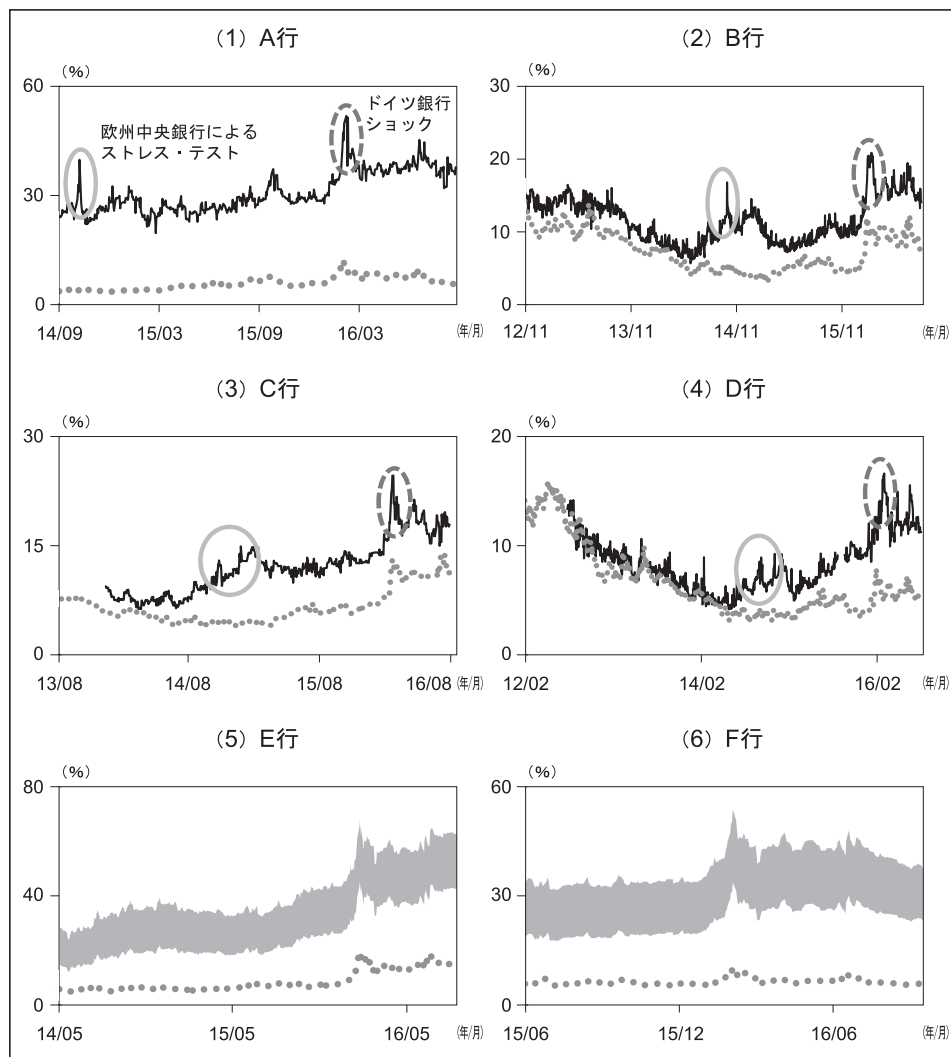 (1) A行
(%)
60
30
0
欧州中央銀行による
ストレス・テスト
ドイツ銀行
ショック
14/09 15/03 15/09 16/03 (年/月)
(2) B行
(%)
30
20
10
0
12/11 13/11 14/11 15/11 (年/月)
(3) C行
(%)
30
15
0
13/08 14/08 15/08 16/08 (年/月)
(4) D行
(%)
20
10
0
12/02 14/02 16/02 (年/月)
(5) E行
(%)
80
40
0
14/05 15/05 16/05 (年/月)
(6) F行
(%)
60
30
0
15/06 15/12 16/06 (年/月)